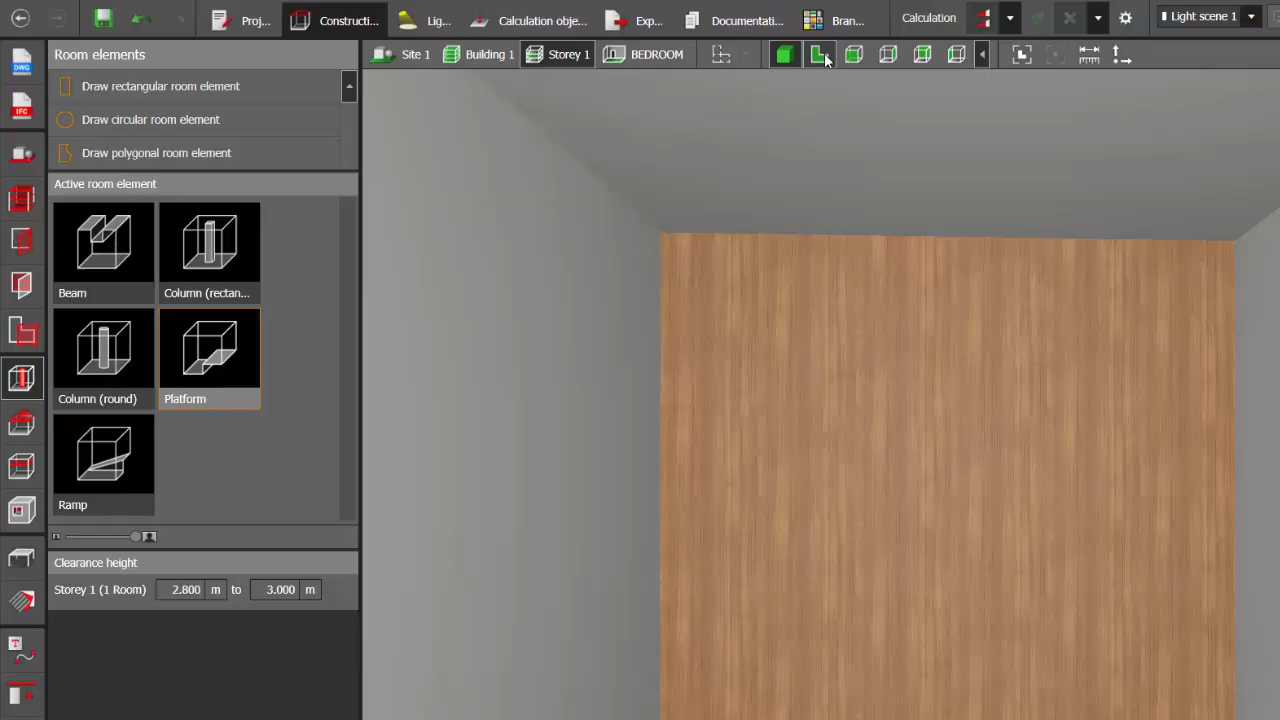 Proj...
Constructi...
Lig...
Calculation obje...
Exp...
Documentati...
Bran...
Calculation
Light scene 1
DWG
IFC
Room elements
Site 1
Building 1
Storey 1
BEDROOM
Draw rectangular room element
Draw circular room element
Draw polygonal room element
Active room element
Beam
Column (rectan...
Column (round)
Platform
Ramp
Clearance height
Storey 1 (1 Room) 2.800 m to 3.000 m
T